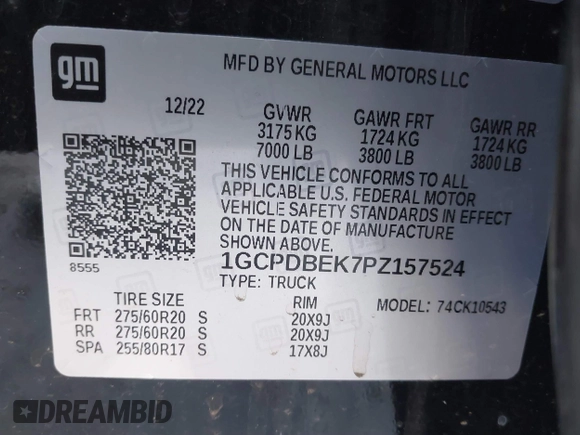 gm
MFD BY GENERAL MOTORS LLC
12/22 GVWR GAWR FRT GAWR RR
3175 KG 1724 KG 1724 KG
7000 LB 3800 LB 3800 LB
THIS VEHICLE CONFORMS TO ALL
APPLICABLE U.S. FEDERAL MOTOR
VEHICLE SAFETY STANDARDS IN EFFECT
ON THE DATE OF MANUFACTURE
SHOWN ABOVE.
8555
1GCPDBEK7PZ157524
TYPE: TRUCK
TIRE SIZE RIM MODEL: 74CK10543
FRT 275/60R20 S 20X9J
RR 275/60R20 S 20X9J
SPA 255/80R17 S 17X8J
DREAMBID